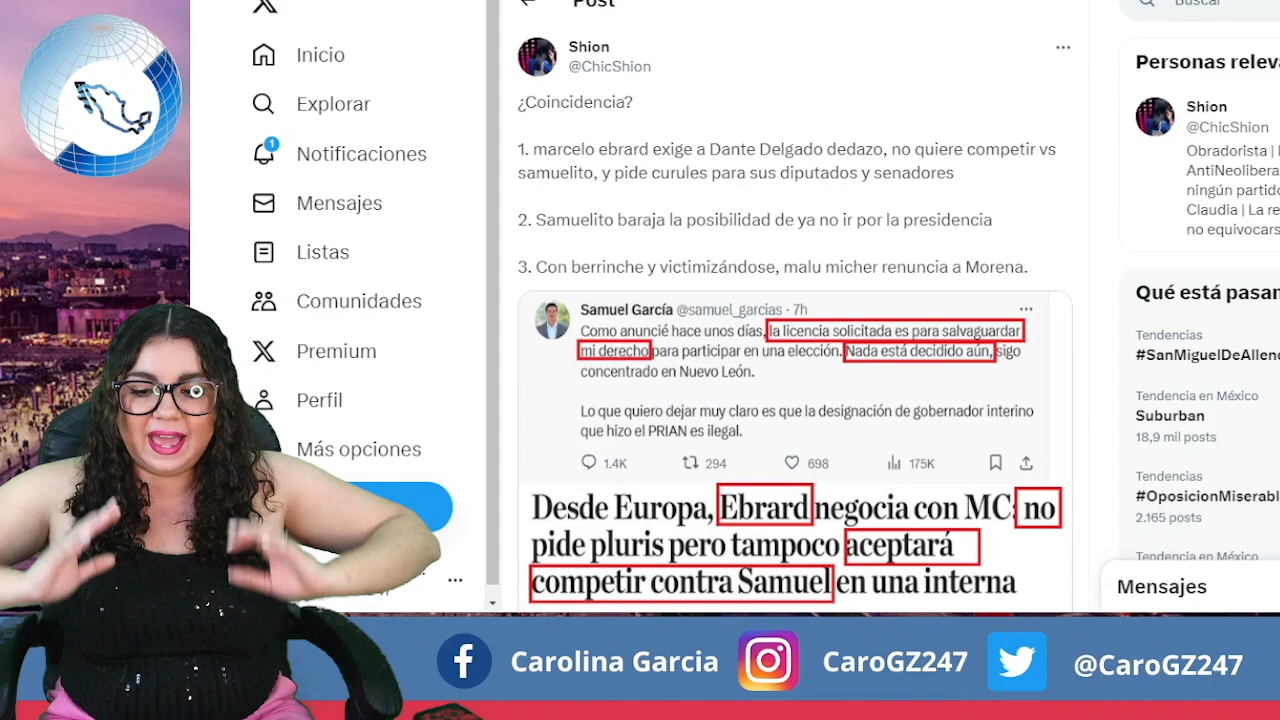 Inicio
Explorar
1
Notificaciones
Mensajes
Listas
Comunidades
Premium
Perfil
Más opciones
Post
Shion
@ChicShion
¿Coincidencia?
1. marcelo ebrard exige a Dante Delgado dedazo, no quiere competir vs
samuelito, y pide curules para sus diputados y senadores
2. Samuelito baraja la posibilidad de ya no ir por la presidencia
3. Con berrinche y victimizándose, malu micher renuncia a Morena.
Samuel García @samuel_garcias · 7h
Como anuncié hace unos días, la licencia solicitada es para salvaguardar
mi derecho para participar en una elección. Nada está decidido aún, sigo
concentrado en Nuevo León.
Lo que quiero dejar muy claro es que la designación de gobernador interino
que hizo el PRIAN es ilegal.
1.4K 294 698 175K
Desde Europa, Ebrard negocia con MC: no
pide pluris pero tampoco aceptará
competir contra Samuel en una interna
Buscar
Personas releva
Shion
@ChicShion
Obradorista |
AntiNeolibera
ningún partido
Claudia | La re
no equivocars
Qué está pasan
Tendencias
#SanMiguelDeAllend
Tendencia en México
Suburban
18,9 mil posts
Tendencias
#OposicionMiserabl
2.165 posts
Tendencia en México
Mensajes
Carolina Garcia
CaroGZ247
@CaroGZ247